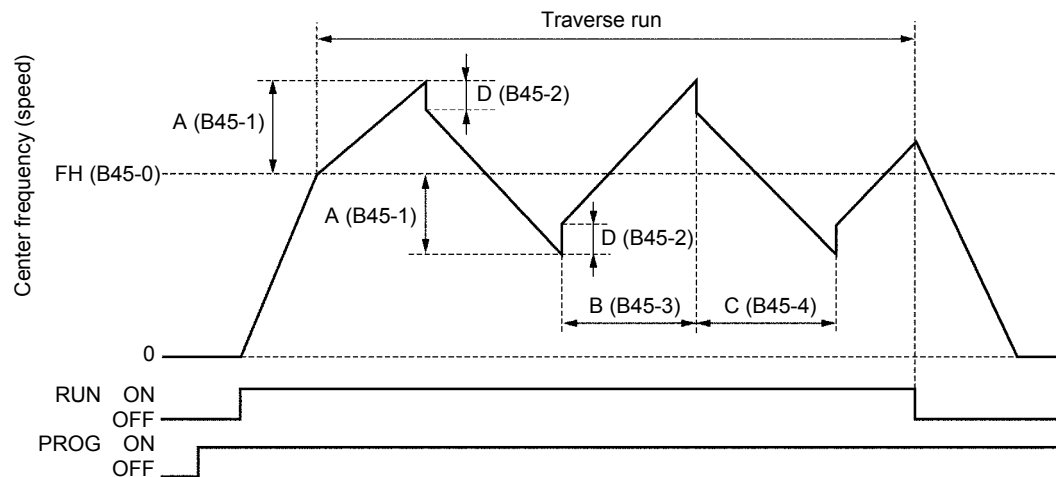 Traverse run
Center frequency (speed)
A (B45-1)
D (B45-2)
FH (B45-0)
A (B45-1)
D (B45-2)
B (B45-3)
C (B45-4)
0
RUN ON
OFF
PROG ON
OFF